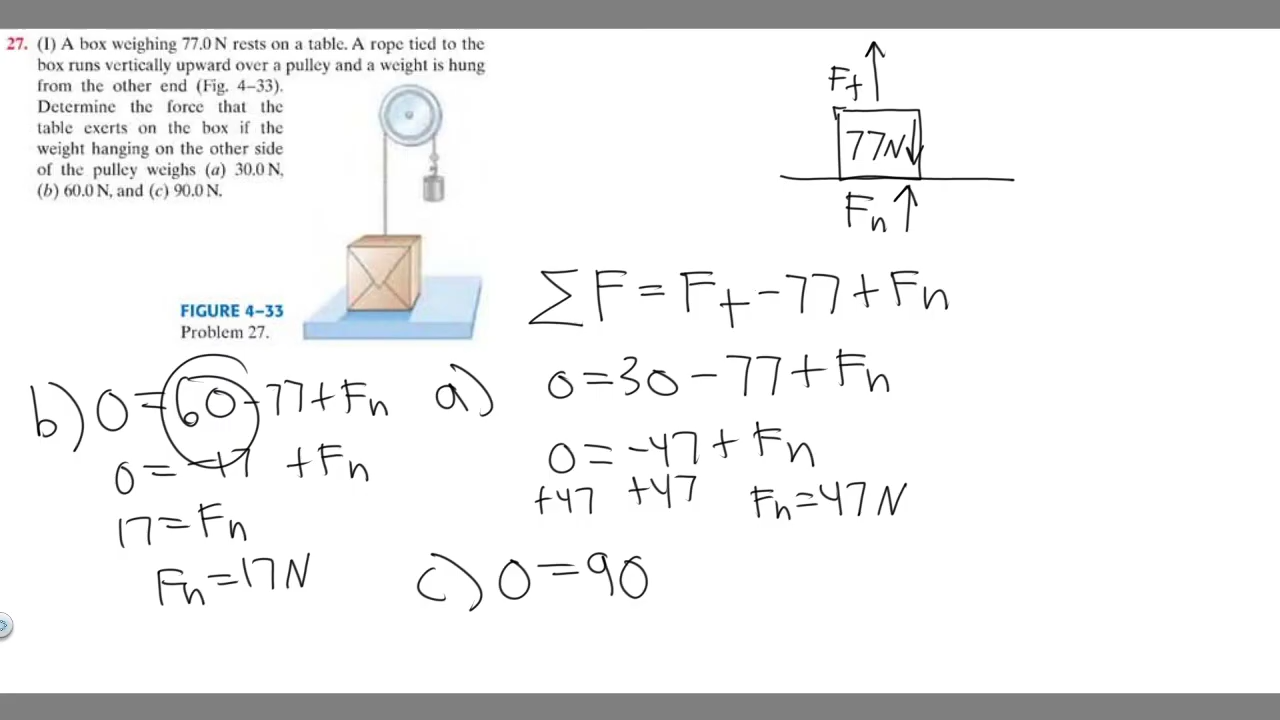 27. (I) A box weighing 77.0 N rests on a table. A rope tied to the
box runs vertically upward over a pulley and a weight is hung
from the other end (Fig. 4–33).
Determine the force that the
table exerts on the box if the
weight hanging on the other side
of the pulley weighs (a) 30.0 N,
(b) 60.0 N, and (c) 90.0 N.
FIGURE 4–33
Problem 27.
Ft
77N
Fn
ΣF = Ft - 77 + Fn
a) 0 = 30 - 77 + Fn
0 = -47 + Fn
+47 +47
Fn = 47N
b) 0 = 60 - 77 + Fn
0 = -17 + Fn
17 = Fn
Fn = 17N
c) 0 = 90